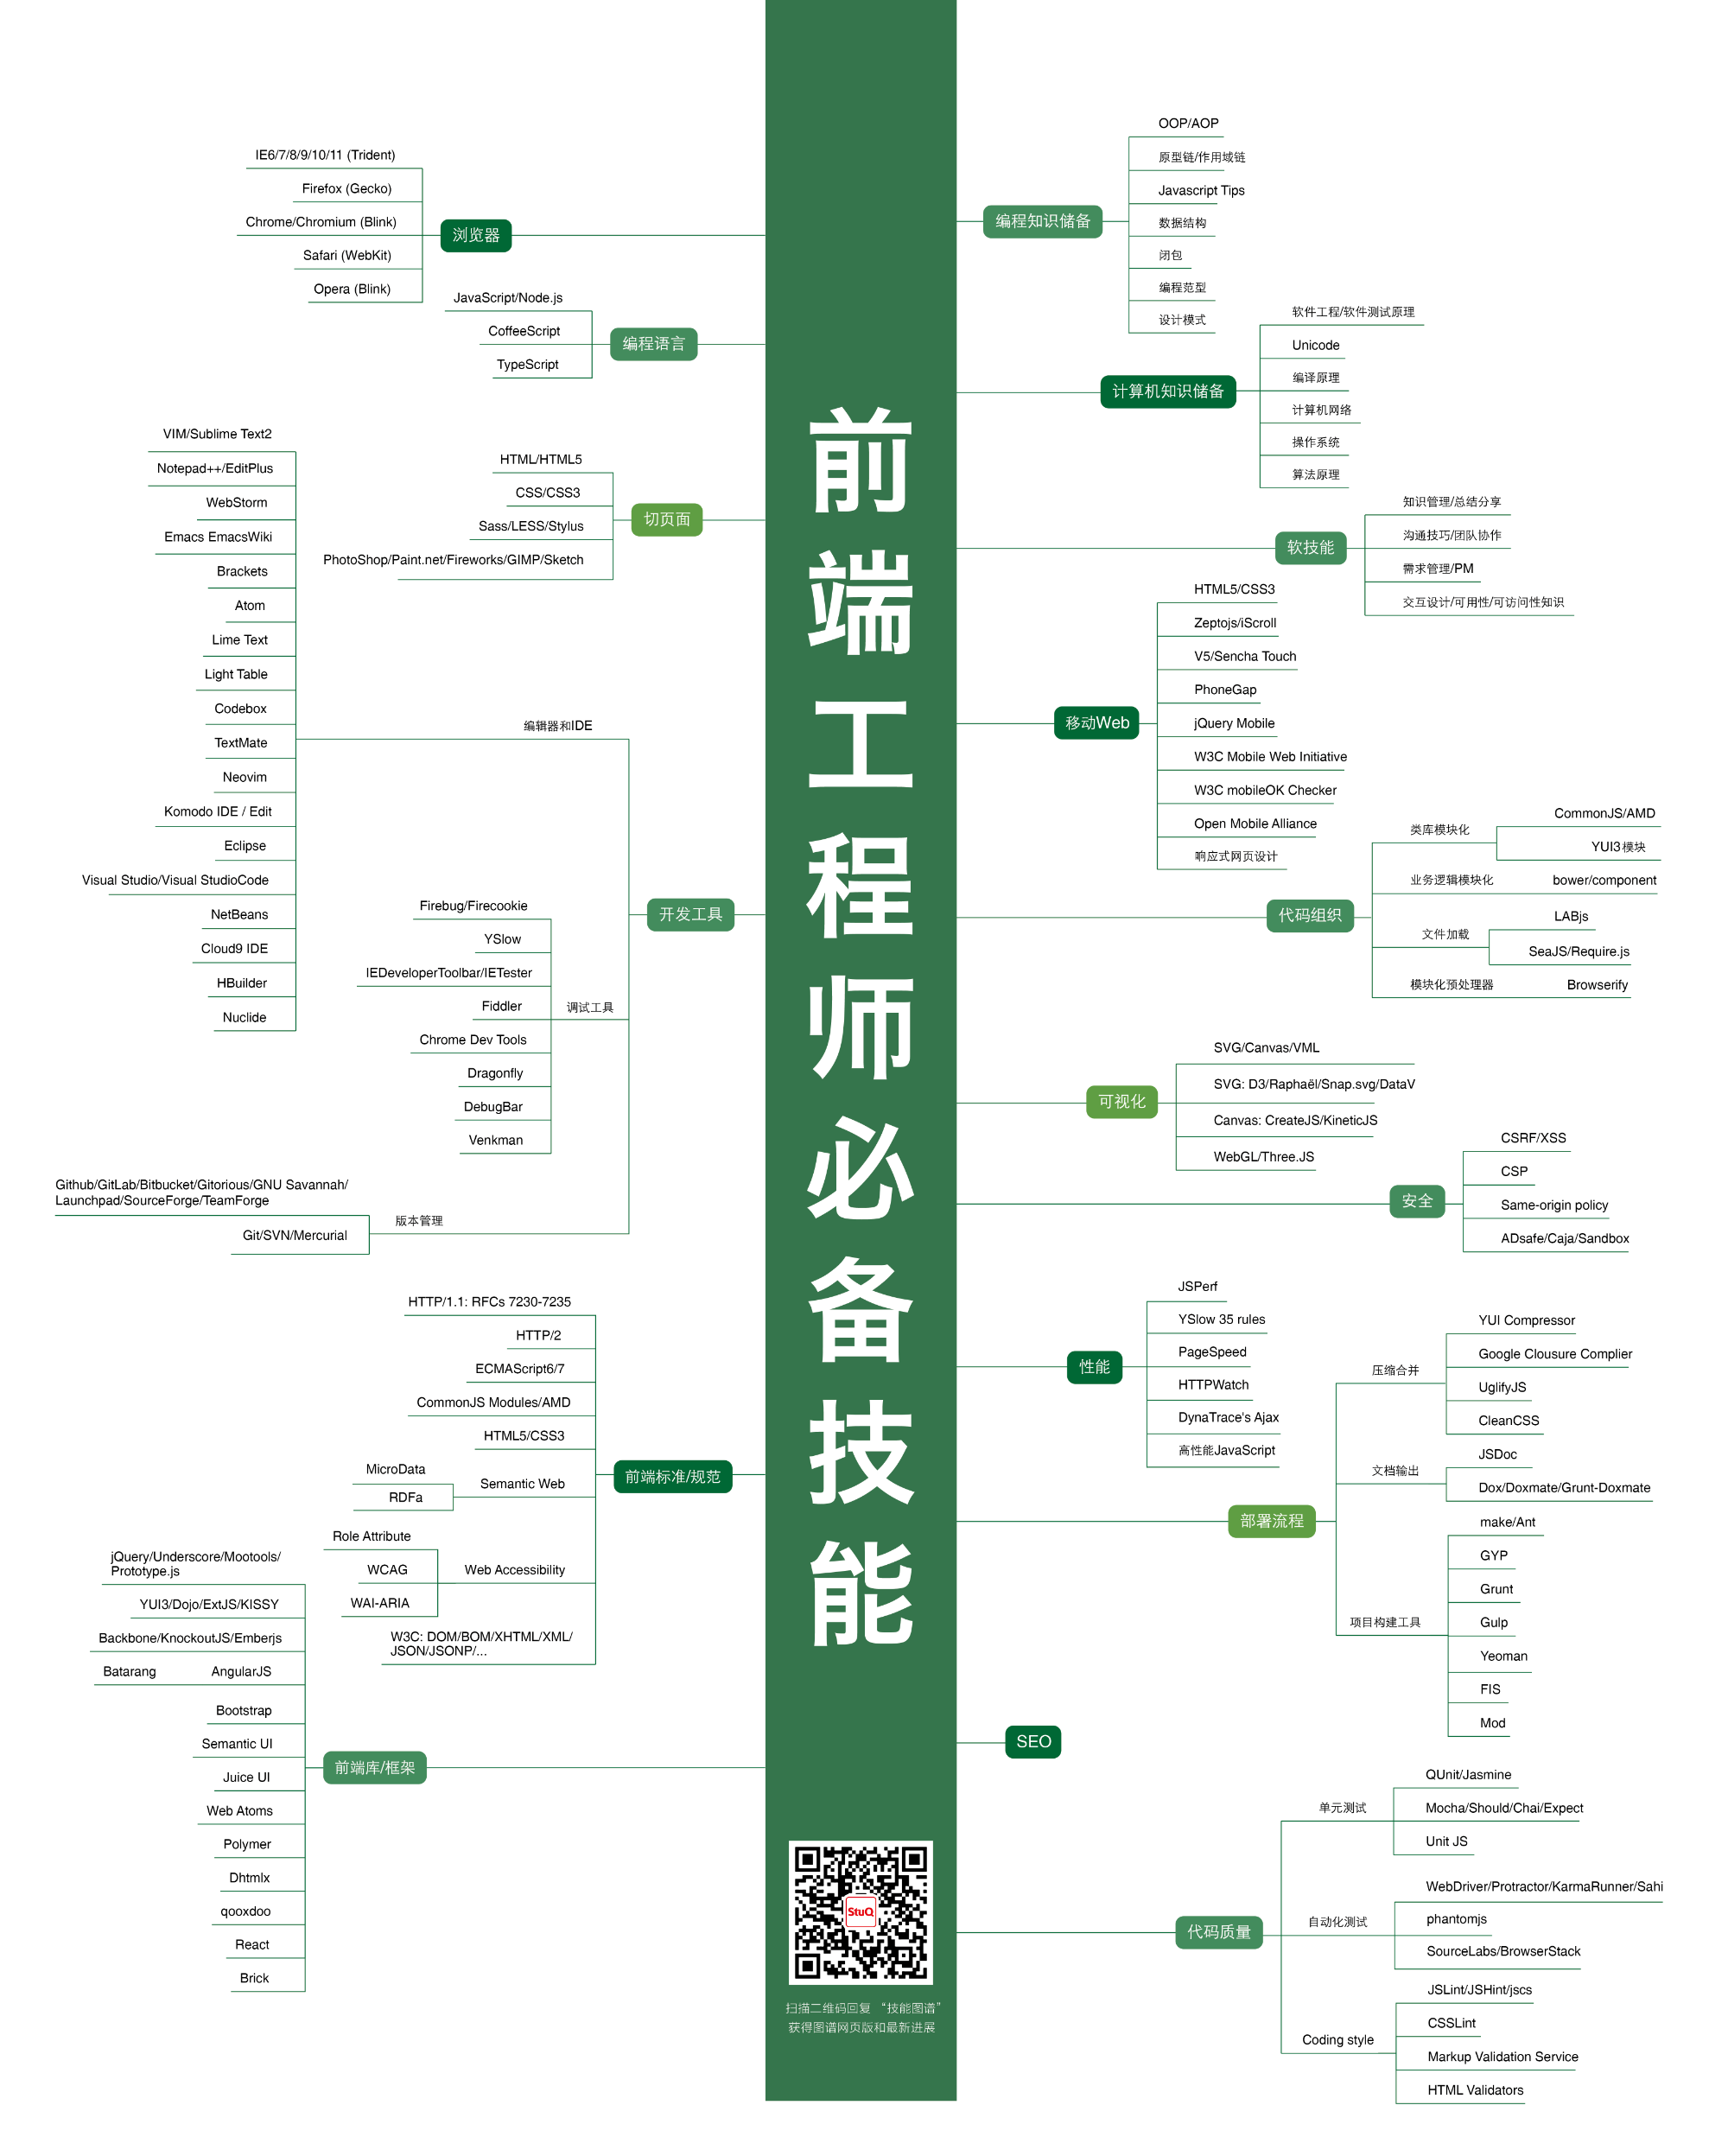 前端工程师必备技能
浏览器
IE6/7/8/9/10/11 (Trident)
Firefox (Gecko)
Chrome/Chromium (Blink)
Safari (WebKit)
Opera (Blink)
编程语言
JavaScript/Node.js
CoffeeScript
TypeScript
切页面
HTML/HTML5
CSS/CSS3
Sass/LESS/Stylus
PhotoShop/Paint.net/Fireworks/GIMP/Sketch
开发工具
编辑器和IDE
VIM/Sublime Text2
Notepad++/EditPlus
WebStorm
Emacs EmacsWiki
Brackets
Atom
Lime Text
Light Table
Codebox
TextMate
Neovim
Komodo IDE / Edit
Eclipse
Visual Studio/Visual StudioCode
NetBeans
Cloud9 IDE
HBuilder
Nuclide
调试工具
Firebug/Firecookie
YSlow
IEDeveloperToolbar/IETester
Fiddler
Chrome Dev Tools
Dragonfly
DebugBar
Venkman
版本管理
Github/GitLab/Bitbucket/Gitorious/GNU Savannah/
Launchpad/SourceForge/TeamForge
Git/SVN/Mercurial
前端标准/规范
HTTP/1.1: RFCs 7230-7235
HTTP/2
ECMAScript6/7
CommonJS Modules/AMD
HTML5/CSS3
Semantic Web
MicroData
RDFa
Web Accessibility
Role Attribute
WCAG
WAI-ARIA
W3C: DOM/BOM/XHTML/XML/
JSON/JSONP/...
前端库/框架
jQuery/Underscore/Mootools/
Prototype.js
YUI3/Dojo/ExtJS/KISSY
Backbone/KnockoutJS/Emberjs
Batarang
AngularJS
Bootstrap
Semantic UI
Juice UI
Web Atoms
Polymer
Dhtmlx
qooxdoo
React
Brick
编程知识储备
OOP/AOP
原型链/作用域链
Javascript Tips
数据结构
闭包
编程范型
设计模式
计算机知识储备
软件工程/软件测试原理
Unicode
编译原理
计算机网络
操作系统
算法原理
软技能
知识管理/总结分享
沟通技巧/团队协作
需求管理/PM
交互设计/可用性/可访问性知识
移动Web
HTML5/CSS3
Zeptojs/iScroll
V5/Sencha Touch
PhoneGap
jQuery Mobile
W3C Mobile Web Initiative
W3C mobileOK Checker
Open Mobile Alliance
响应式网页设计
代码组织
类库模块化
CommonJS/AMD
YUI3模块
业务逻辑模块化
bower/component
文件加载
LABjs
SeaJS/Require.js
模块化预处理器
Browserify
可视化
SVG/Canvas/VML
SVG: D3/Raphaël/Snap.svg/DataV
Canvas: CreateJS/KineticJS
WebGL/Three.JS
安全
CSRF/XSS
CSP
Same-origin policy
ADsafe/Caja/Sandbox
性能
JSPerf
YSlow 35 rules
PageSpeed
HTTPWatch
DynaTrace's Ajax
高性能JavaScript
部署流程
压缩合并
YUI Compressor
Google Clousure Complier
UglifyJS
CleanCSS
文档输出
JSDoc
Dox/Doxmate/Grunt-Doxmate
项目构建工具
make/Ant
GYP
Grunt
Gulp
Yeoman
FIS
Mod
SEO
代码质量
单元测试
QUnit/Jasmine
Mocha/Should/Chai/Expect
Unit JS
自动化测试
WebDriver/Protractor/KarmaRunner/Sahi
phantomjs
SourceLabs/BrowserStack
Coding style
JSLint/JSHint/jscs
CSSLint
Markup Validation Service
HTML Validators
StuQ
扫描二维码回复 “技能图谱”
获得图谱网页版和最新进展